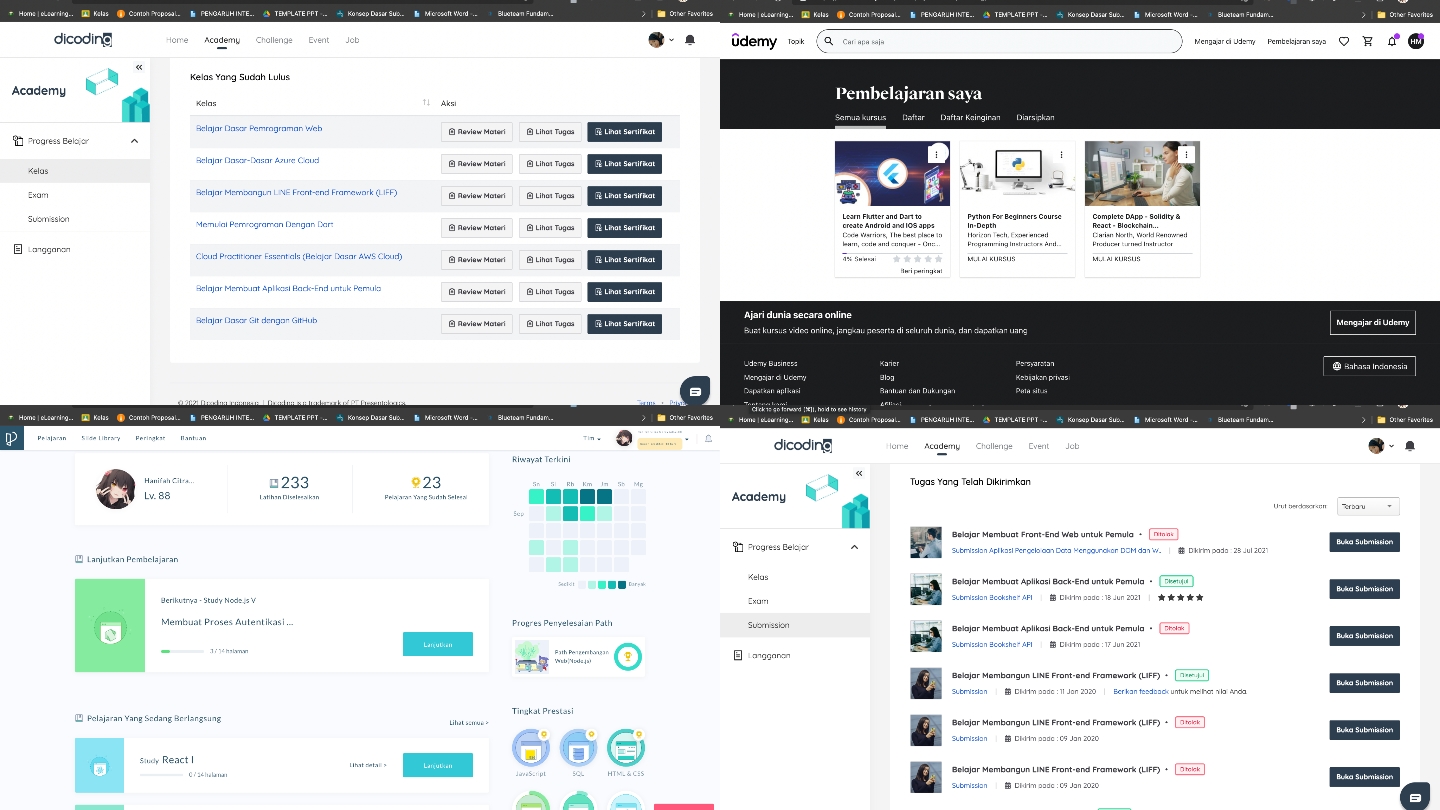 Home | eLearning...
Kelas
Contoh Proposal...
PENGARUH INTE...
TEMPLATE PPT -...
Konsep Dasar Sub...
Microsoft Word -...
Blueteam Fundam...
Other Favorites
dicoding
Home
Academy
Challenge
Event
Job
Academy
Progress Belajar
Kelas
Exam
Submission
Langganan
Kelas Yang Sudah Lulus
Kelas
Aksi
Belajar Dasar Pemrograman Web
Review Materi
Lihat Tugas
Lihat Sertifikat
Belajar Dasar-Dasar Azure Cloud
Review Materi
Lihat Tugas
Lihat Sertifikat
Belajar Membangun LINE Front-end Framework (LIFF)
Review Materi
Lihat Tugas
Lihat Sertifikat
Memulai Pemrograman Dengan Dart
Review Materi
Lihat Tugas
Lihat Sertifikat
Cloud Practitioner Essentials (Belajar Dasar AWS Cloud)
Review Materi
Lihat Tugas
Lihat Sertifikat
Belajar Membuat Aplikasi Back-End untuk Pemula
Review Materi
Lihat Tugas
Lihat Sertifikat
Belajar Dasar Git dengan GitHub
Review Materi
Lihat Tugas
Lihat Sertifikat
© 2021 Dicoding Indonesia | Dicoding is a trademark of PT Presentologics.
Terms
Home | eLearning...
Kelas
Contoh Proposal...
PENGARUH INTE...
TEMPLATE PPT -...
Konsep Dasar Sub...
Microsoft Word -...
Blueteam Fundam...
Other Favorites
udemy
Topik
Cari apa saja
Mengajar di Udemy
Pembelajaran saya
HM
Pembelajaran saya
Semua kursus
Daftar
Daftar Keinginan
Diarsipkan
Learn Flutter and Dart to
create Android and IOS apps
Code Warriors, The best place to
learn, code and conquer - Onc...
4% Selesai
Beri peringkat
Python For Beginners Course
In-Depth
Horizon Tech, Experienced
Programming Instructors And...
MULAI KURSUS
Complete DApp - Solidity &
React - Blockchain...
Clarian North, World Renowned
Producer turned Instructor
MULAI KURSUS
Ajari dunia secara online
Buat kursus video online, jangkau peserta di seluruh dunia, dan dapatkan uang
Mengajar di Udemy
Udemy Business
Karier
Persyaratan
Bahasa Indonesia
Mengajar di Udemy
Blog
Kebijakan privasi
Dapatkan aplikasi
Bantuan dan Dukungan
Peta situs
Click to go forward (⌘]), hold to see history
Home | eLearning...
Kelas
Contoh Proposal...
PENGARUH INTE...
TEMPLATE PPT -...
Konsep Dasar Sub...
Microsoft Word -...
Blueteam Fundam...
Other Favorites
Pelajaran
Slide Library
Peringkat
Bantuan
Tim
Hanifah Citra...
Lv. 88
233
Latihan Diselesaikan
23
Pelajaran Yang Sudah Selesai
Lanjutkan Pembelajaran
Berikutnya - Study Node.js V
Membuat Proses Autentikasi ...
3 / 14 halaman
Lanjutkan
Pelajaran Yang Sedang Berlangsung
Lihat semua >
Study React I
0 / 14 halaman
Lihat detail >
Lanjutkan
Riwayat Terkini
Sn
Sl
Rb
Km
Jm
Sb
Mg
Sep
Sedikit
Banyak
Progres Penyelesaian Path
Path Pengembangan
Web(Node.js)
Tingkat Prestasi
JavaScript
SQL
HTML & CSS
Home | eLearning...
Kelas
Contoh Proposal...
PENGARUH INTE...
TEMPLATE PPT -...
Konsep Dasar Sub...
Microsoft Word -...
Blueteam Fundam...
Other Favorites
dicoding
Home
Academy
Challenge
Event
Job
Academy
Progress Belajar
Kelas
Exam
Submission
Langganan
Tugas Yang Telah Dikirimkan
Urut berdasarkan:
Terbaru
Belajar Membuat Front-End Web untuk Pemula • Ditolak
Submission Aplikasi Pengelolaan Data Menggunakan DOM dan W... | Dikirim pada : 28 Jul 2021
Buka Submission
Belajar Membuat Aplikasi Back-End untuk Pemula • Disetujui
Submission Bookshelf API | Dikirim pada : 18 Jun 2021 | ★★★★★
Buka Submission
Belajar Membuat Aplikasi Back-End untuk Pemula • Ditolak
Submission Bookshelf API | Dikirim pada : 17 Jun 2021
Buka Submission
Belajar Membangun LINE Front-end Framework (LIFF) • Disetujui
Submission | Dikirim pada : 11 Jan 2020 | Berikan feedback untuk melihat nilai Anda.
Buka Submission
Belajar Membangun LINE Front-end Framework (LIFF) • Ditolak
Submission | Dikirim pada : 09 Jan 2020
Buka Submission
Belajar Membangun LINE Front-end Framework (LIFF) • Ditolak
Submission | Dikirim pada : 09 Jan 2020
Buka Submission